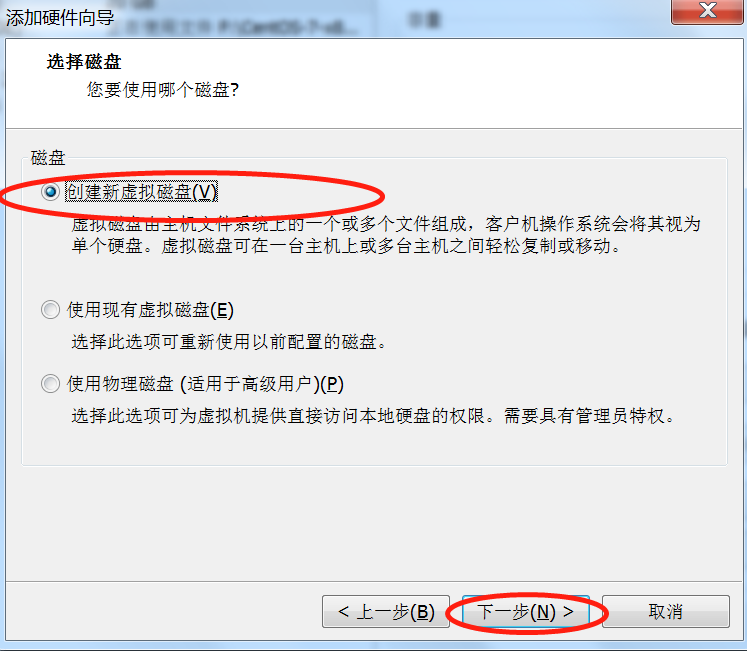 添加硬件向导
选择磁盘
您要使用哪个磁盘?
磁盘
创建新虚拟磁盘(V)
虚拟磁盘由主机文件系统上的一个或多个文件组成，客户机操作系统会将其视为
单个硬盘。虚拟磁盘可在一台主机上或多台主机之间轻松复制或移动。
使用现有虚拟磁盘(E)
选择此选项可重新使用以前配置的磁盘。
使用物理磁盘 (适用于高级用户)(P)
选择此选项可为虚拟机提供直接访问本地硬盘的权限。需要具有管理员特权。
< 上一步(B) 下一步(N) > 取消